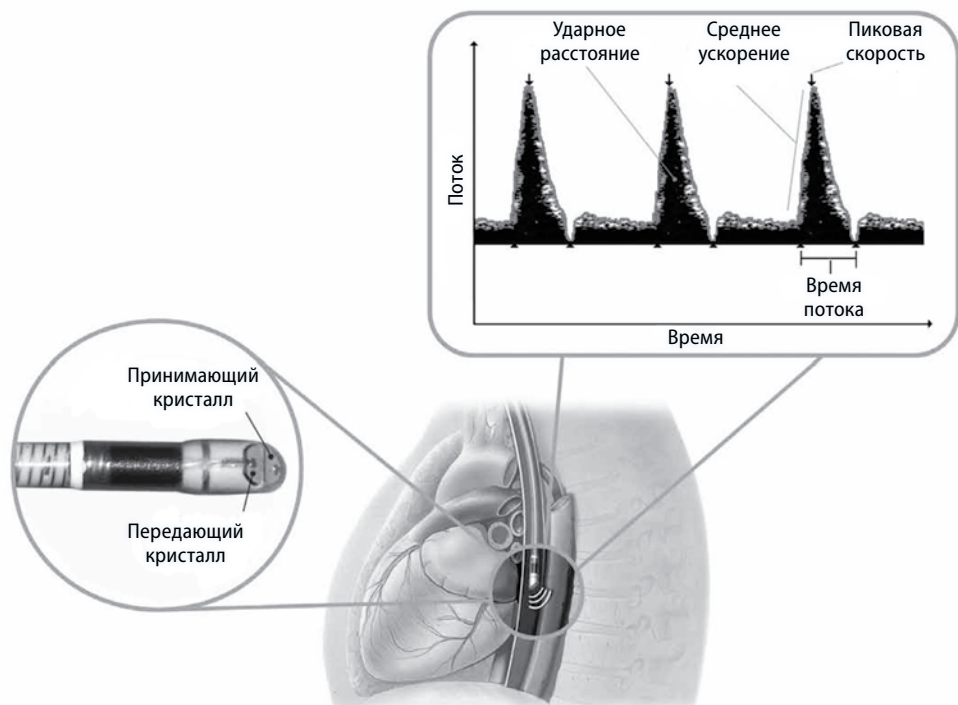 Ударное
расстояние
Среднее
ускорение
Пиковая
скорость
Поток
Время
потока
Время
Принимающий
кристалл
Передающий
кристалл